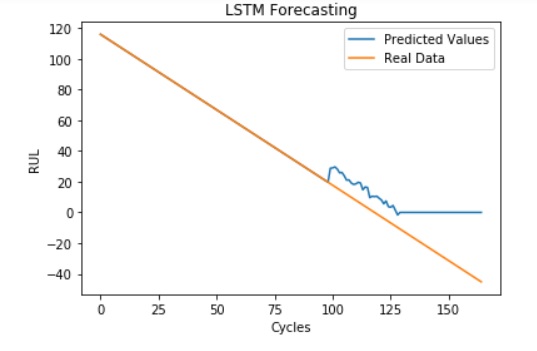 LSTM Forecasting
Predicted Values
Real Data
RUL
120
100
80
60
40
20
0
−20
−40
0 25 50 75 100 125 150
Cycles